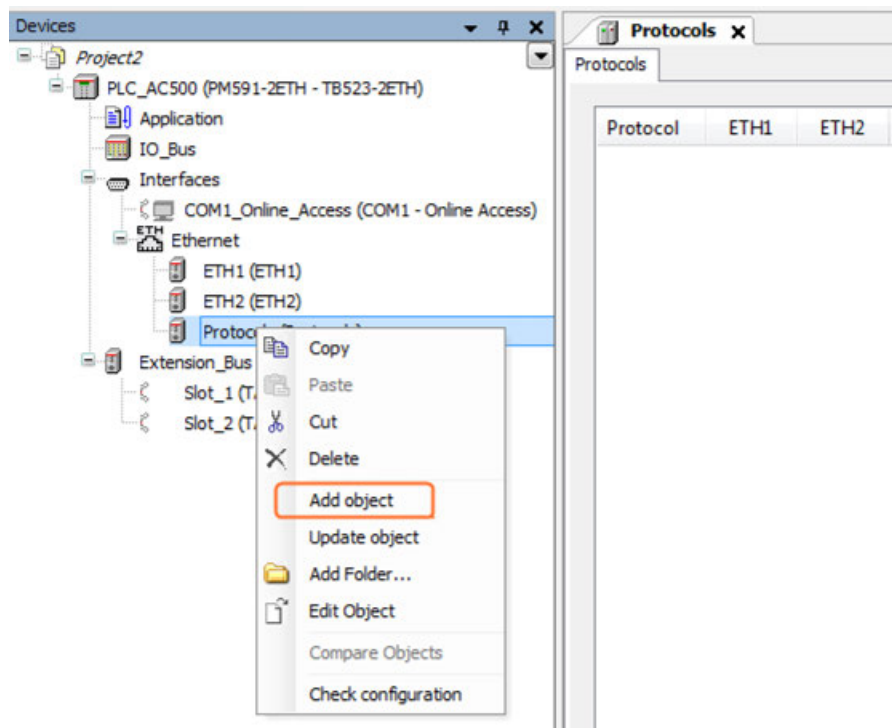 Devices
Project2
PLC_AC500 (PM591-2ETH - TB523-2ETH)
Application
IO_Bus
Interfaces
COM1_Online_Access (COM1 - Online Access)
ETH
Ethernet
ETH1 (ETH1)
ETH2 (ETH2)
Extension_Bus
Slot_1
Slot_2
Copy
Paste
Cut
Delete
Add object
Update object
Add Folder...
Edit Object
Compare Objects
Check configuration
Protocols
Protocols
Protocol ETH1 ETH2